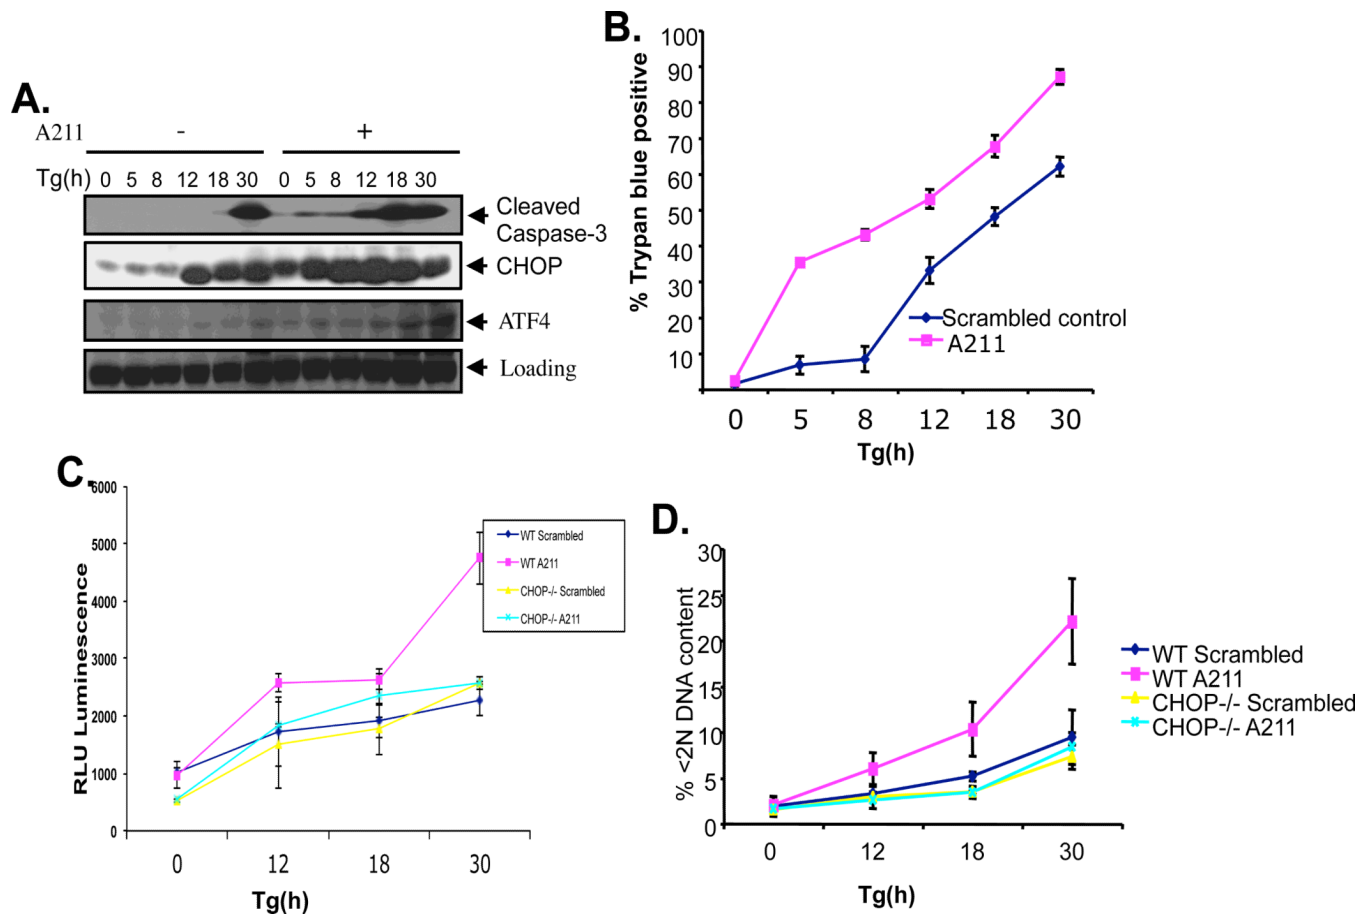 A.
A211 - +
Tg(h) 0 5 8 12 18 30 0 5 8 12 18 30
Cleaved
Caspase-3
CHOP
ATF4
Loading
B.
% Trypan blue positive
100
90
80
70
60
50
40
30
20
10
Scrambled control
A211
0 5 8 12 18 30
Tg(h)
C.
RLU Luminescence
6000
5000
4000
3000
2000
1000
0
WT Scrambled
WT A211
CHOP-/- Scrambled
CHOP-/- A211
0 12 18 30
Tg(h)
D.
% <2N DNA content
30
25
20
15
10
5
0
WT Scrambled
WT A211
CHOP-/- Scrambled
CHOP-/- A211
0 12 18 30
Tg(h)